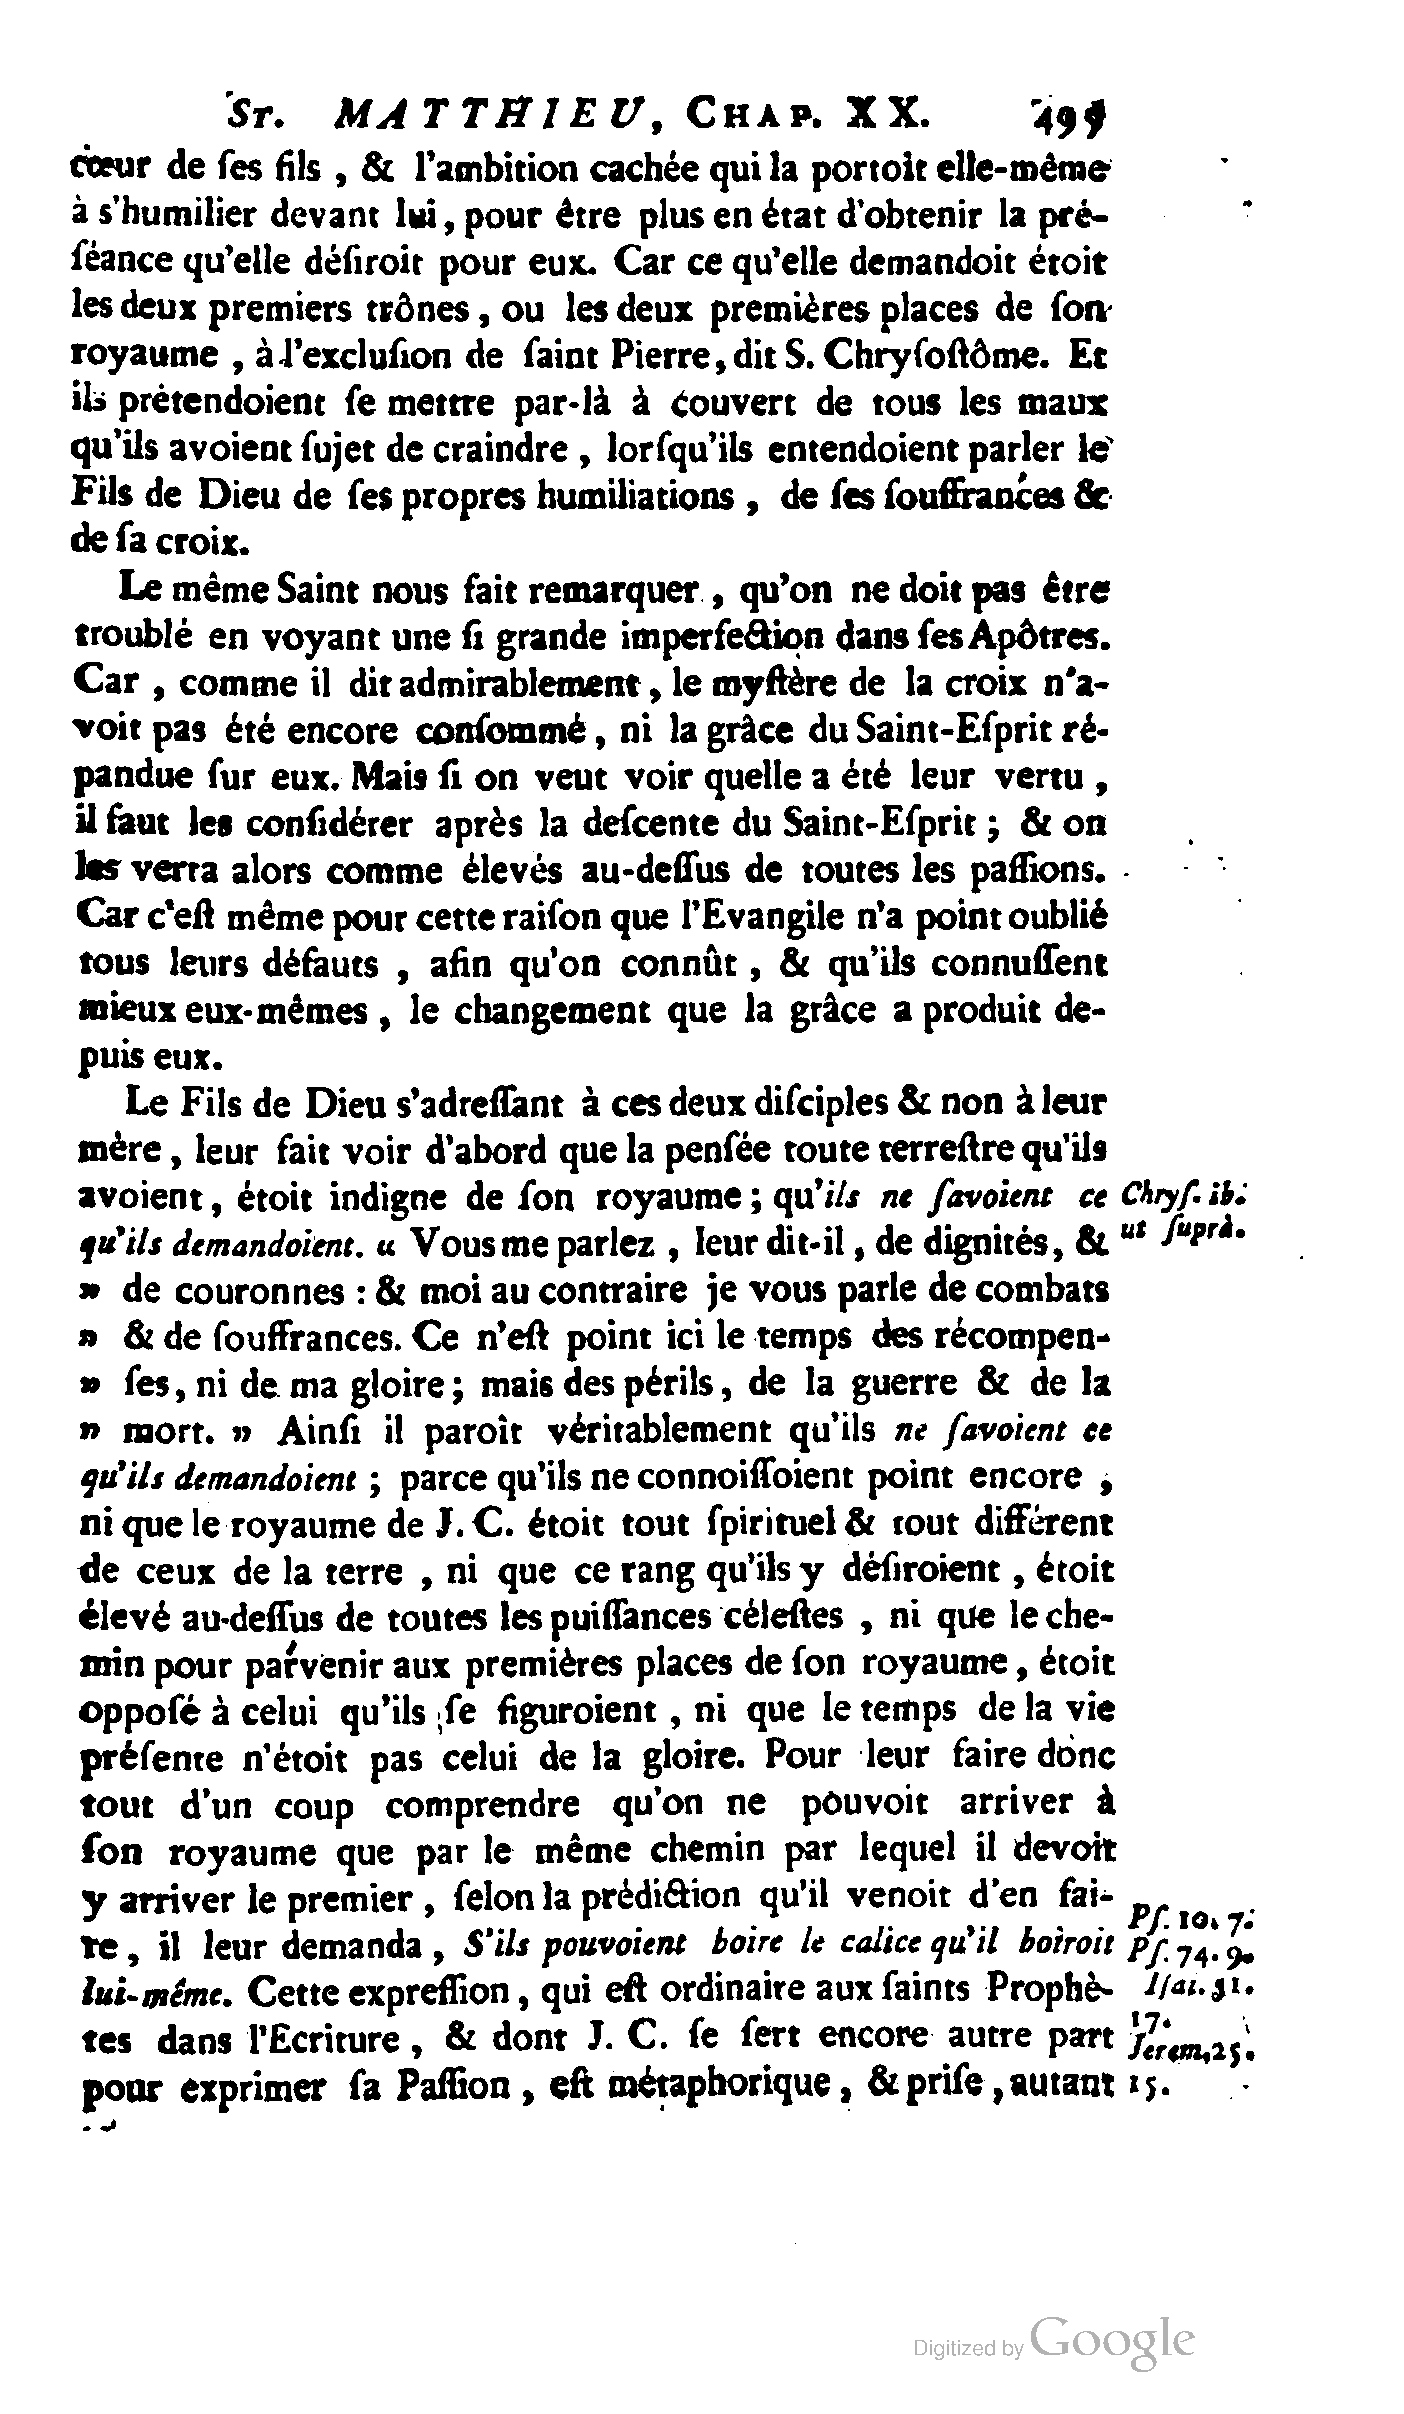 St. MATTHIEU, CHAP. XX.
cœur de ſes fils , & l'ambition cachée qui la portoit elle-même
à s'humilier devant lui, pour être plus en état d'obtenir la pré-
ſéance qu'elle déſiroit pour eux. Car ce qu'elle demandoit étoit
les deux premiers trônes , ou les deux premières places de ſon
royaume , à l'excluſion de ſaint Pierre, dit S. Chryſoſtôme. Et
ils prétendoient ſe mettre par-là à couvert de tous les maux
qu'ils avoient ſujet de craindre , lorſqu'ils entendoient parler le
Fils de Dieu de ſes propres humiliations , de ſes ſouffrances &
de ſa croix.
Le même Saint nous fait remarquer , qu'on ne doit pas être
troublé en voyant une ſi grande imperfection dans ſes Apôtres.
Car , comme il dit admirablement , le myſtère de la croix n'a-
voit pas été encore conſommé , ni la grâce du Saint-Eſprit ré-
pandue ſur eux. Mais ſi on veut voir quelle a été leur vertu ,
il faut les conſidérer après la deſcente du Saint-Eſprit ; & on
les verra alors comme élevés au-deſſus de toutes les paſſions.
Car c'eſt même pour cette raiſon que l'Evangile n'a point oublié
tous leurs défauts , afin qu'on connût , & qu'ils connuſſent
mieux eux-mêmes , le changement que la grâce a produit de-
puis eux.
Le Fils de Dieu s'adreſſant à ces deux diſciples & non à leur
mère , leur fait voir d'abord que la penſée toute terreſtre qu'ils
avoient , étoit indigne de ſon royaume ; qu'ils ne ſavoient ce
qu'ils demandoient. « Vous me parlez , leur dit-il , de dignités , &
» de couronnes : & moi au contraire je vous parle de combats
» & de ſouffrances. Ce n'eſt point ici le temps des récompen-
» ſes , ni de ma gloire ; mais des périls , de la guerre & de la
» mort. » Ainſi il paroît véritablement qu'ils ne ſavoient ce
qu'ils demandoient ; parce qu'ils ne connoiſſoient point encore ,
ni que le royaume de J. C. étoit tout ſpirituel & tout différent
de ceux de la terre , ni que ce rang qu'ils y déſiroient , étoit
élevé au-deſſus de toutes les puiſſances céleſtes , ni que le che-
min pour parvenir aux premières places de ſon royaume , étoit
oppoſé à celui qu'ils ſe figuroient , ni que le temps de la vie
préſente n'étoit pas celui de la gloire. Pour leur faire donc
tout d'un coup comprendre qu'on ne pouvoit arriver à
ſon royaume que par le même chemin par lequel il devoit
y arriver le premier , ſelon la prédiction qu'il venoit d'en fai-
re , il leur demanda , S'ils pouvoient boire le calice qu'il boiroit
lui-même. Cette expreſſion , qui eſt ordinaire aux ſaints Prophè-
tes dans l'Ecriture , & dont J. C. ſe ſert encore autre part
pour exprimer ſa Paſſion , eſt métaphorique , & priſe , autant
Chryſ. ib.
ut ſuprà.
Pſ. 10. 7.
Pſ. 74. 9.
Iſai. 51.
17.
Jerem. 25.
15.
Digitized by Google